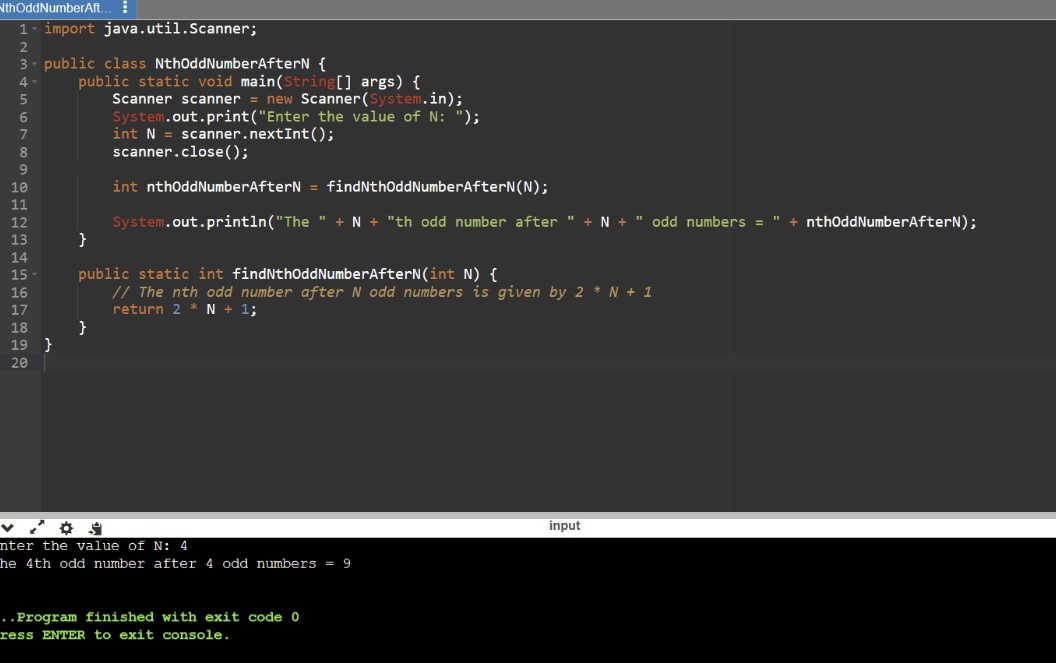 NthOddNumberAft...
1 import java.util.Scanner;
2
3 public class NthOddNumberAfterN {
4 public static void main(String[] args) {
5 Scanner scanner = new Scanner(System.in);
6 System.out.print("Enter the value of N: ");
7 int N = scanner.nextInt();
8 scanner.close();
9
10 int nthOddNumberAfterN = findNthOddNumberAfterN(N);
11
12 System.out.println("The " + N + "th odd number after " + N + " odd numbers = " + nthOddNumberAfterN);
13 }
14
15 public static int findNthOddNumberAfterN(int N) {
16 // The nth odd number after N odd numbers is given by 2 * N + 1
17 return 2 * N + 1;
18 }
19 }
20
input
nter the value of N: 4
he 4th odd number after 4 odd numbers = 9
..Program finished with exit code 0
ress ENTER to exit console.